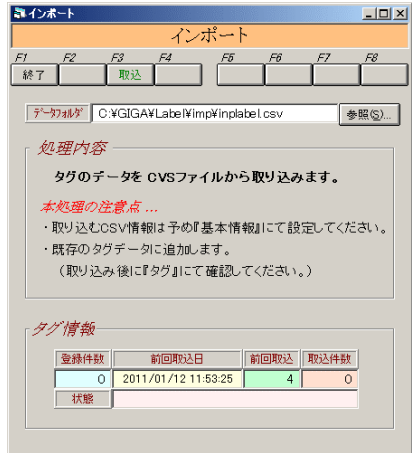 インポート
インポート
F1 F2 F3 F4 F5 F6 F7 F8
終了 取込
データフォルダ C:¥GIGA¥Label¥imp¥inplabel.csv 参照(S)...
処理内容
タグのデータを CVSファイルから取り込みます。
本処理の注意点 ...
・取り込むCSV情報は予め『基本情報』にて設定してください。
・既存のタグデータに追加します。
（取り込み後に『タグ』にて確認してください。）
タグ情報
登録件数 前回取込日 前回取込 取込件数
0 2011/01/12 11:53:25 4 0
状態